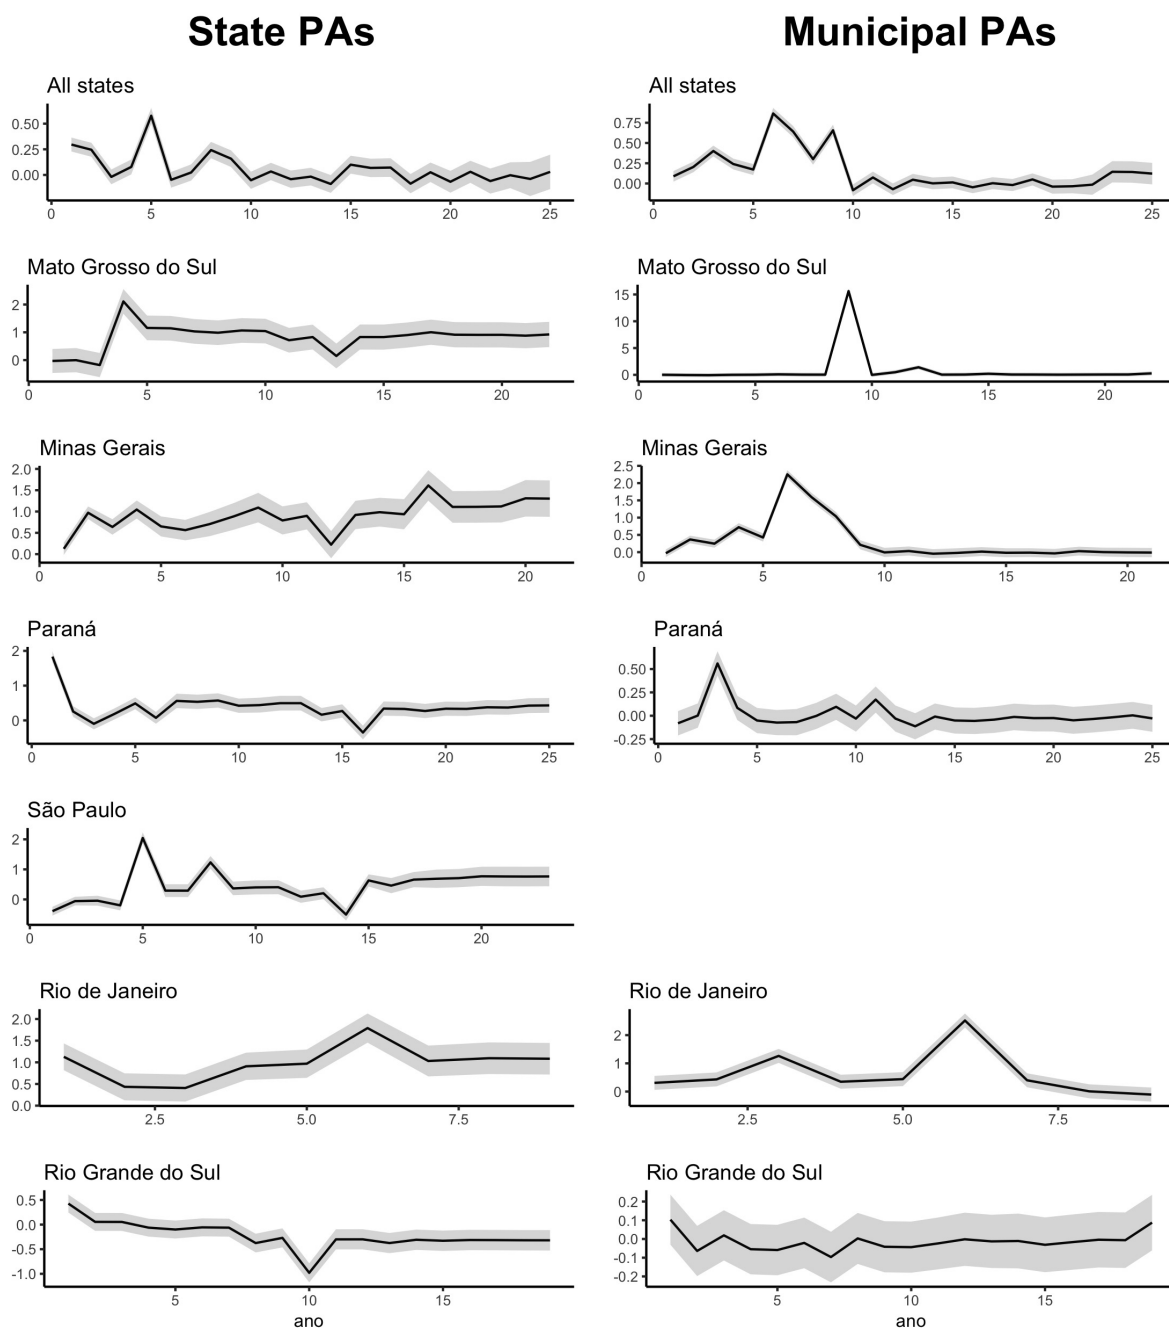 State PAs
Municipal PAs
All states
0.50
0.25
0.00
0 5 10 15 20 25
All states
0.75
0.50
0.25
0.00
0 5 10 15 20 25
Mato Grosso do Sul
2
1
0
0 5 10 15 20
Mato Grosso do Sul
15
10
5
0
0 5 10 15 20
Minas Gerais
2.0
1.5
1.0
0.5
0.0
0 5 10 15 20
Minas Gerais
2.5
2.0
1.5
1.0
0.5
0.0
0 5 10 15 20
Paraná
2
1
0
0 5 10 15 20 25
Paraná
0.50
0.25
0.00
-0.25
0 5 10 15 20 25
São Paulo
2
1
0
0 5 10 15 20
Rio de Janeiro
2.0
1.5
1.0
0.5
0.0
2.5 5.0 7.5
Rio de Janeiro
2
1
0
2.5 5.0 7.5
Rio Grande do Sul
0.5
0.0
-0.5
-1.0
5 10 15
ano
Rio Grande do Sul
0.2
0.1
0.0
-0.1
-0.2
5 10 15
ano